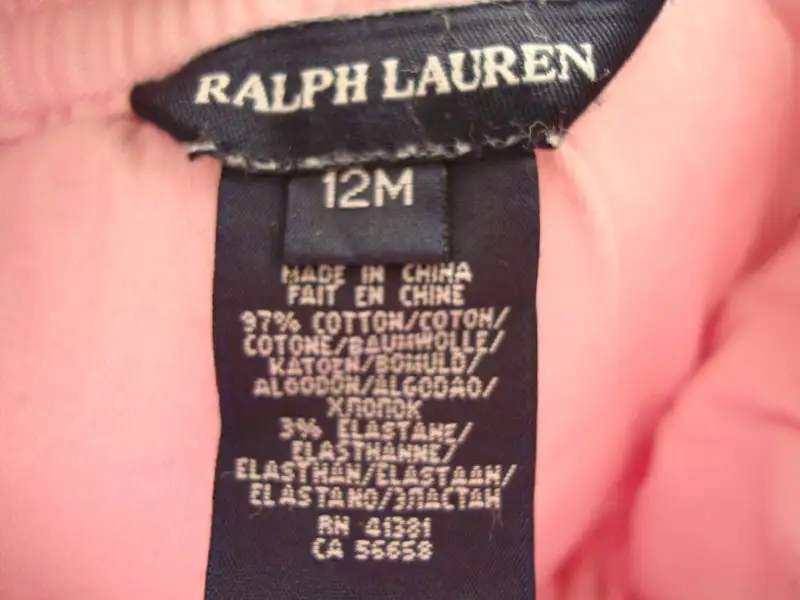 RALPH LAUREN
12M
MADE IN CHINA
FAIT EN CHINE
97% COTTON/COTON/
COTONE/BAUMWOLLE/
KATOEN/BOMULD/
ALGODON/ALGODAO/
ХЛОПОК
3% ELASTANE/
ELASTHANNE/
ELASTHAN/ELASTAAN/
ELASTANO/ЭЛАСТАН
RN 41381
CA 56658